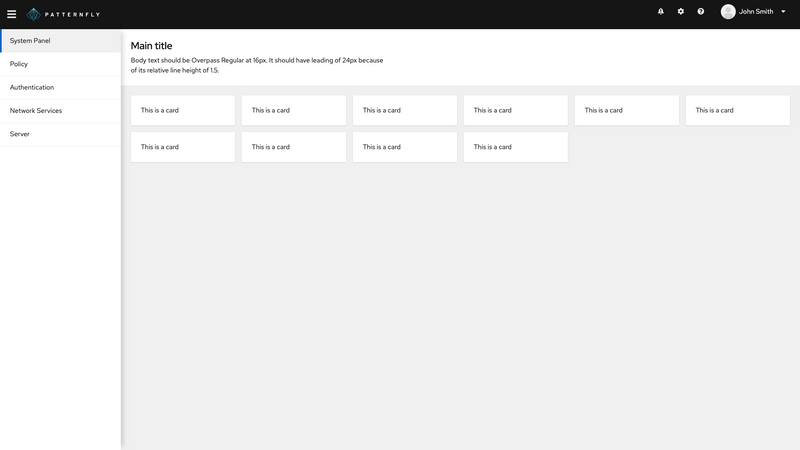 PATTERNFLY
John Smith
System Panel
Policy
Authentication
Network Services
Server
Main title
Body text should be Overpass Regular at 16px. It should have leading of 24px because
of its relative line height of 1.5.
This is a card
This is a card
This is a card
This is a card
This is a card
This is a card
This is a card
This is a card
This is a card
This is a card